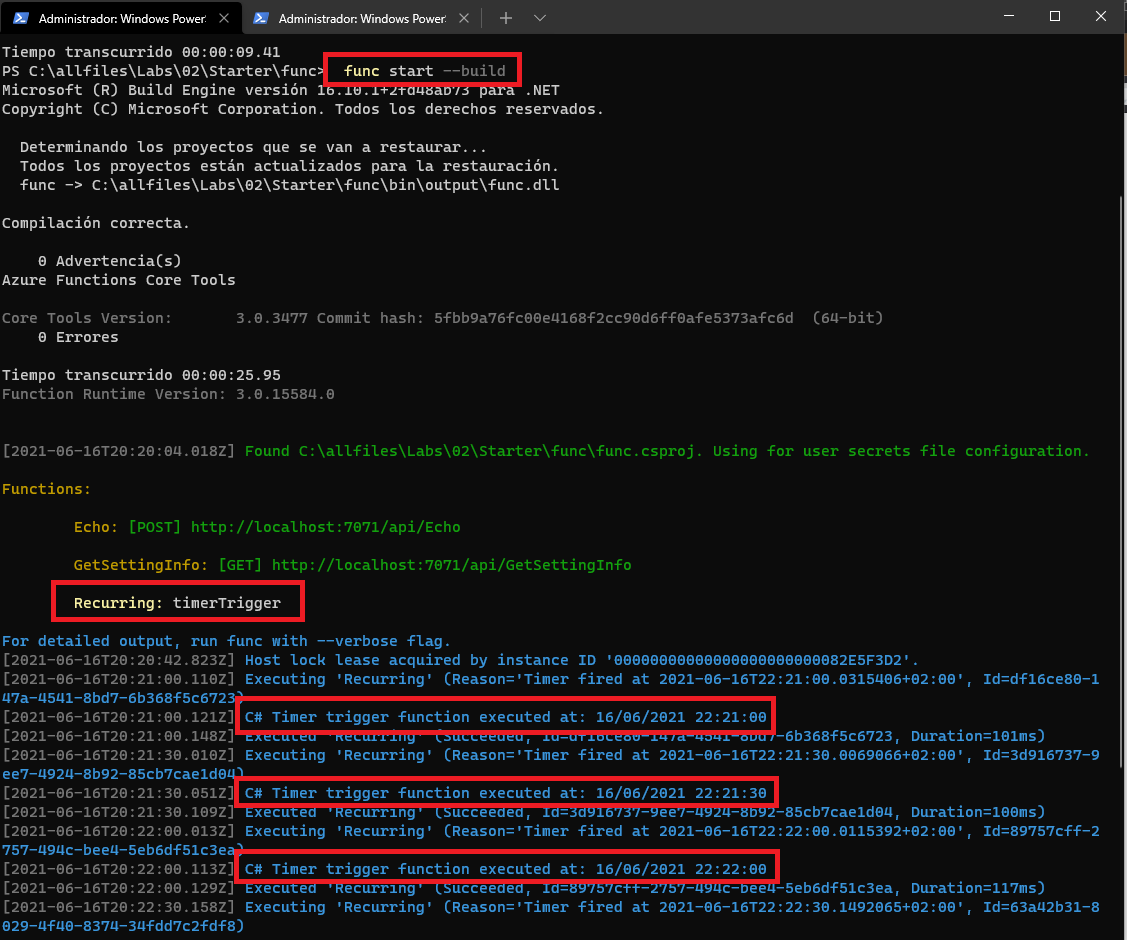 Administrador: Windows Power
Administrador: Windows Power
Tiempo transcurrido 00:00:09.41
PS C:\allfiles\Labs\02\Starter\func> func start --build
Microsoft (R) Build Engine versión 16.10.1+2fd48ab73 para .NET
Copyright (C) Microsoft Corporation. Todos los derechos reservados.
Determinando los proyectos que se van a restaurar...
Todos los proyectos están actualizados para la restauración.
func -> C:\allfiles\Labs\02\Starter\func\bin\output\func.dll
Compilación correcta.
0 Advertencia(s)
Azure Functions Core Tools
Core Tools Version: 3.0.3477 Commit hash: 5fbb9a76fc00e4168f2cc90d6ff0afe5373afc6d (64-bit)
0 Errores
Tiempo transcurrido 00:00:25.95
Function Runtime Version: 3.0.15584.0
[2021-06-16T20:20:04.018Z] Found C:\allfiles\Labs\02\Starter\func\func.csproj. Using for user secrets file configuration.
Functions:
Echo: [POST] http://localhost:7071/api/Echo
GetSettingInfo: [GET] http://localhost:7071/api/GetSettingInfo
Recurring: timerTrigger
For detailed output, run func with --verbose flag.
[2021-06-16T20:20:42.823Z] Host lock lease acquired by instance ID '00000000000000000000000082E5F3D2'.
[2021-06-16T20:21:00.110Z] Executing 'Recurring' (Reason='Timer fired at 2021-06-16T22:21:00.0315406+02:00', Id=df16ce80-1
47a-4541-8bd7-6b368f5c6723)
[2021-06-16T20:21:00.121Z] C# Timer trigger function executed at: 16/06/2021 22:21:00
[2021-06-16T20:21:00.148Z] Executed 'Recurring' (Succeeded, Id=df16ce80-147a-4541-8bd7-6b368f5c6723, Duration=101ms)
[2021-06-16T20:21:30.010Z] Executing 'Recurring' (Reason='Timer fired at 2021-06-16T22:21:30.0069066+02:00', Id=3d916737-9
ee7-4924-8b92-85cb7cae1d04)
[2021-06-16T20:21:30.051Z] C# Timer trigger function executed at: 16/06/2021 22:21:30
[2021-06-16T20:21:30.109Z] Executed 'Recurring' (Succeeded, Id=3d916737-9ee7-4924-8b92-85cb7cae1d04, Duration=100ms)
[2021-06-16T20:22:00.013Z] Executing 'Recurring' (Reason='Timer fired at 2021-06-16T22:22:00.0115392+02:00', Id=89757cff-2
757-494c-bee4-5eb6df51c3ea)
[2021-06-16T20:22:00.113Z] C# Timer trigger function executed at: 16/06/2021 22:22:00
[2021-06-16T20:22:00.129Z] Executed 'Recurring' (Succeeded, Id=89757cff-2757-494c-bee4-5eb6df51c3ea, Duration=117ms)
[2021-06-16T20:22:30.158Z] Executing 'Recurring' (Reason='Timer fired at 2021-06-16T22:22:30.1492065+02:00', Id=63a42b31-8
029-4f40-8374-34fdd7c2fdf8)